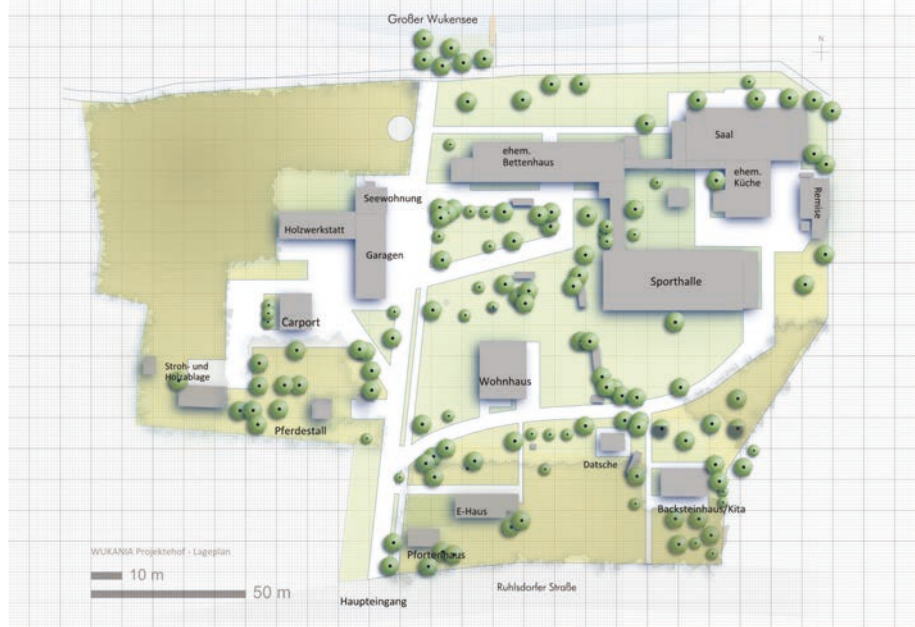 Großer Wukensee
N
Saal
ehem.
Bettenhaus
ehem.
Küche
Remise
Seewohnung
Holzwerkstatt
Garagen
Sporthalle
Carport
Stroh- und
Holzablage
Wohnhaus
Pferdestall
Datsche
E-Haus
Backsteinhaus/Kita
Pfortenhaus
WUKANIA Projektehof - Lageplan
10 m
50 m
Ruhlsdorfer Straße
Haupteingang